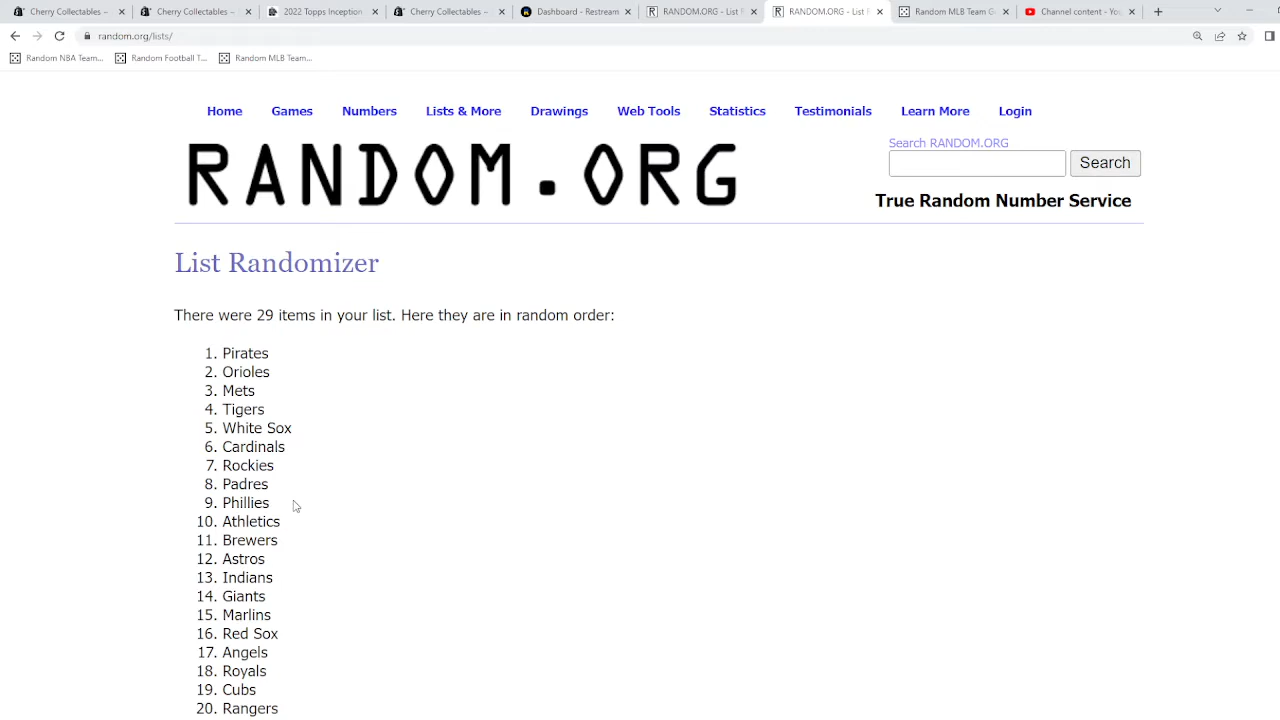 Cherry Collectables –
Cherry Collectables –
2022 Topps Inception
Cherry Collectables –
Dashboard - Restream
RANDOM.ORG - List R
RANDOM.ORG - List R
Random MLB Team G
Channel content - You
random.org/lists/
Random NBA Team...
Random Football T...
Random MLB Team...
Home Games Numbers Lists & More Drawings Web Tools Statistics Testimonials Learn More Login
RANDOM.ORG
Search RANDOM.ORG
Search
True Random Number Service
List Randomizer
There were 29 items in your list. Here they are in random order:
1. Pirates
2. Orioles
3. Mets
4. Tigers
5. White Sox
6. Cardinals
7. Rockies
8. Padres
9. Phillies
10. Athletics
11. Brewers
12. Astros
13. Indians
14. Giants
15. Marlins
16. Red Sox
17. Angels
18. Royals
19. Cubs
20. Rangers